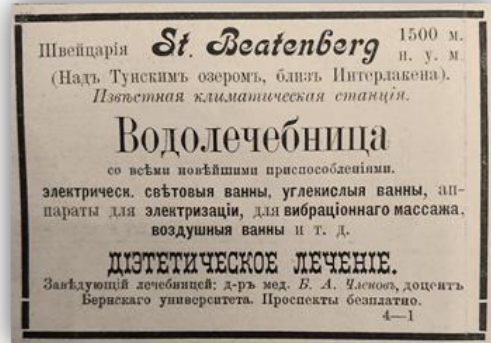 Швейцарія St. Beatenberg 1500 м. н. у. м
(Надъ Тунскимъ озеромъ, близъ Интерлакена).
Извѣстная климатическая станція.
Водолечебница
со всѣми новѣйшими приспособленіями.
электрическ. свѣтовыя ванны, углекислыя ванны, ап-
параты для электризаціи, для вибраціоннаго массажа,
воздушныя ванны и т. д.
ДІЭТЕТИЧЕСКОЕ ЛЕЧЕНІЕ.
Завѣдующій лечебницей: д-ръ мед. Б. А. Членовъ, доцентъ
Бернскаго университета. Проспекты безплатно.
4—1